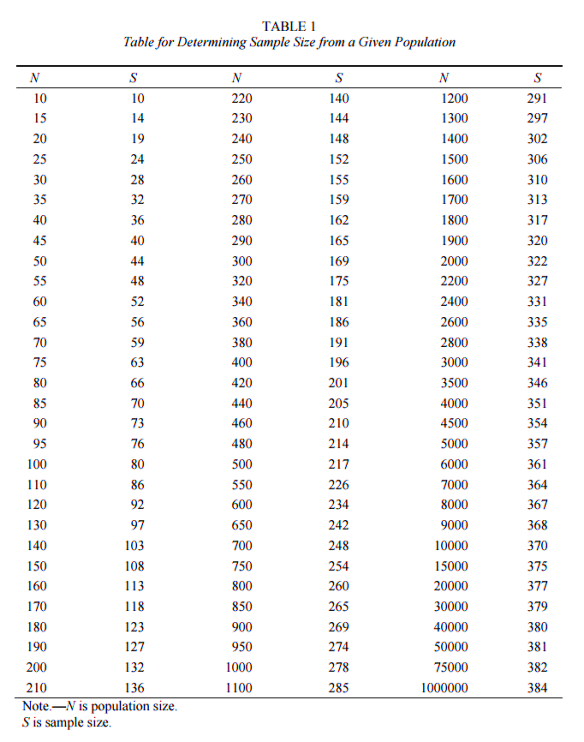 TABLE 1
Table for Determining Sample Size from a Given Population
N S N S N S
10 10 220 140 1200 291
15 14 230 144 1300 297
20 19 240 148 1400 302
25 24 250 152 1500 306
30 28 260 155 1600 310
35 32 270 159 1700 313
40 36 280 162 1800 317
45 40 290 165 1900 320
50 44 300 169 2000 322
55 48 320 175 2200 327
60 52 340 181 2400 331
65 56 360 186 2600 335
70 59 380 191 2800 338
75 63 400 196 3000 341
80 66 420 201 3500 346
85 70 440 205 4000 351
90 73 460 210 4500 354
95 76 480 214 5000 357
100 80 500 217 6000 361
110 86 550 226 7000 364
120 92 600 234 8000 367
130 97 650 242 9000 368
140 103 700 248 10000 370
150 108 750 254 15000 375
160 113 800 260 20000 377
170 118 850 265 30000 379
180 123 900 269 40000 380
190 127 950 274 50000 381
200 132 1000 278 75000 382
210 136 1100 285 1000000 384
Note.—N is population size.
S is sample size.